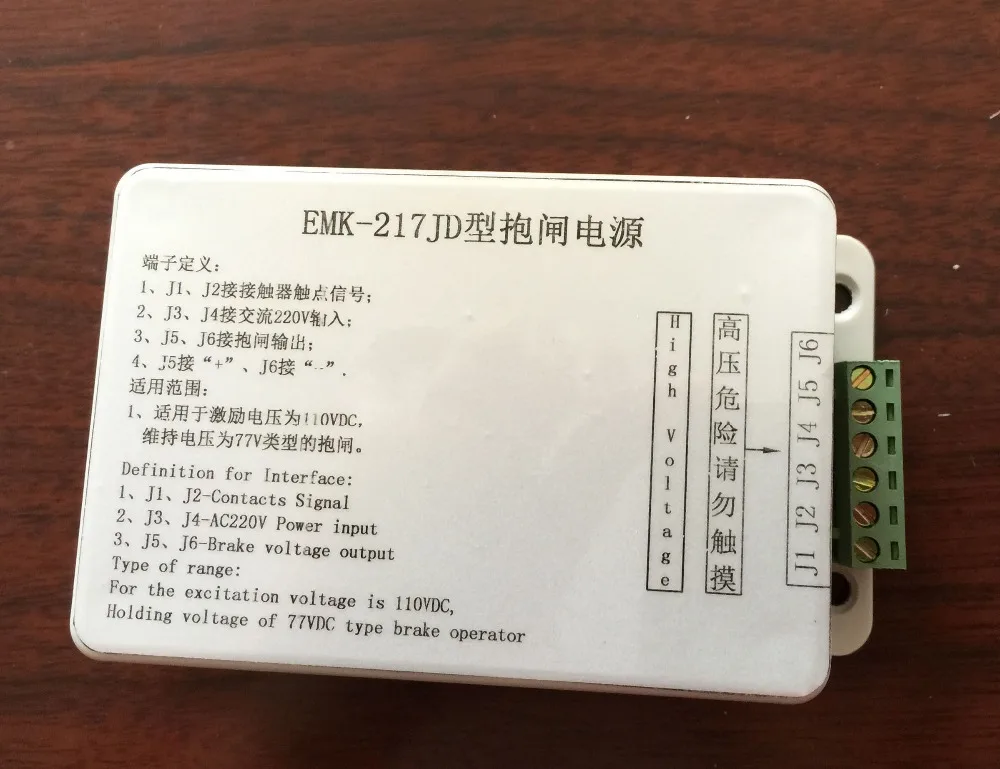 EMK-217JD型抱闸电源
端子定义:
1、J1、J2接接触器触点信号;
2、J3、J4接交流220V输入;
3、J5、J6接抱闸输出;
4、J5接“+”、J6接“--”.
适用范围:
1、适用于激励电压为110VDC,
维持电压为77V类型的抱闸。
Definition for Interface:
1、J1、J2-Contacts Signal
2、J3、J4-AC220V Power input
3、J5、J6-Brake voltage output
Type of range:
For the excitation voltage is 110VDC,
Holding voltage of 77VDC type brake operator
High Voltage
高压危险请勿触摸
J1 J2 J3 J4 J5 J6